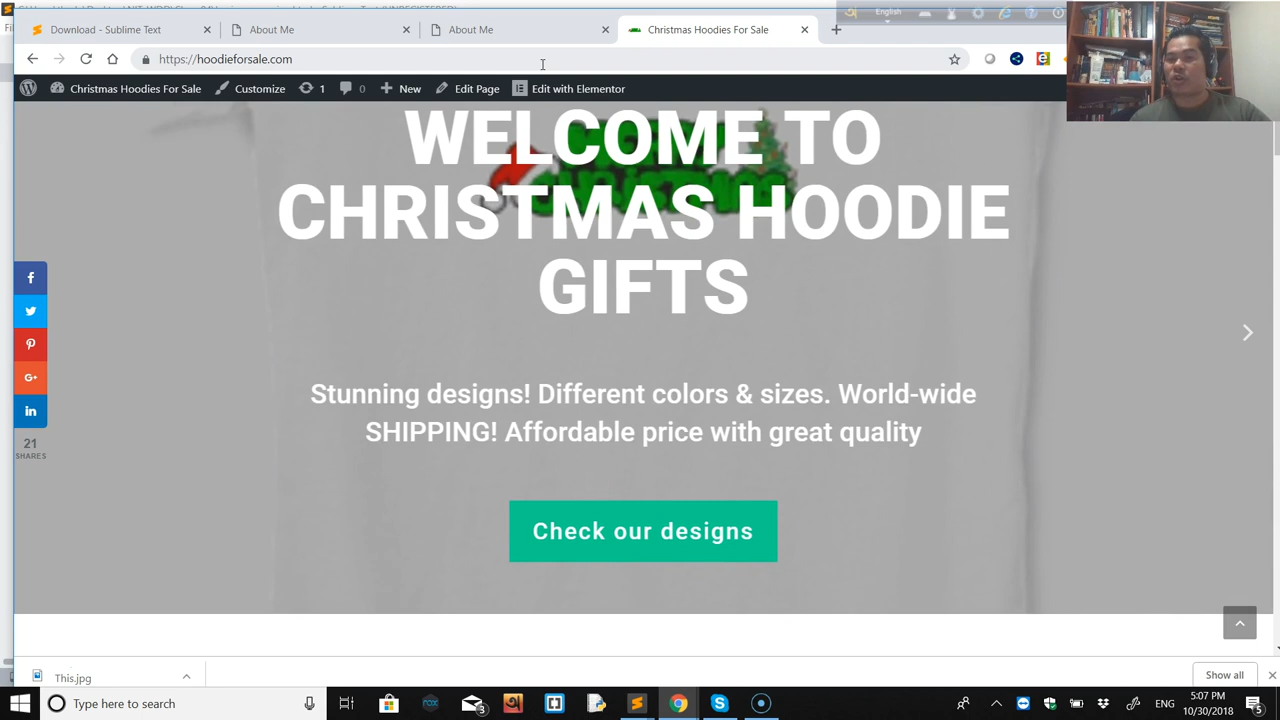 Download - Sublime Text
About Me
About Me
Christmas Hoodies For Sale
English
https://hoodieforsale.com
Christmas Hoodies For Sale
Customize
1
0
New
Edit Page
Edit with Elementor
WELCOME TO
CHRISTMAS HOODIE
GIFTS
Stunning designs! Different colors & sizes. World-wide
SHIPPING! Affordable price with great quality
Check our designs
21
SHARES
This.jpg
Show all
Type here to search
3
ENG
5:07 PM
10/30/2018
5